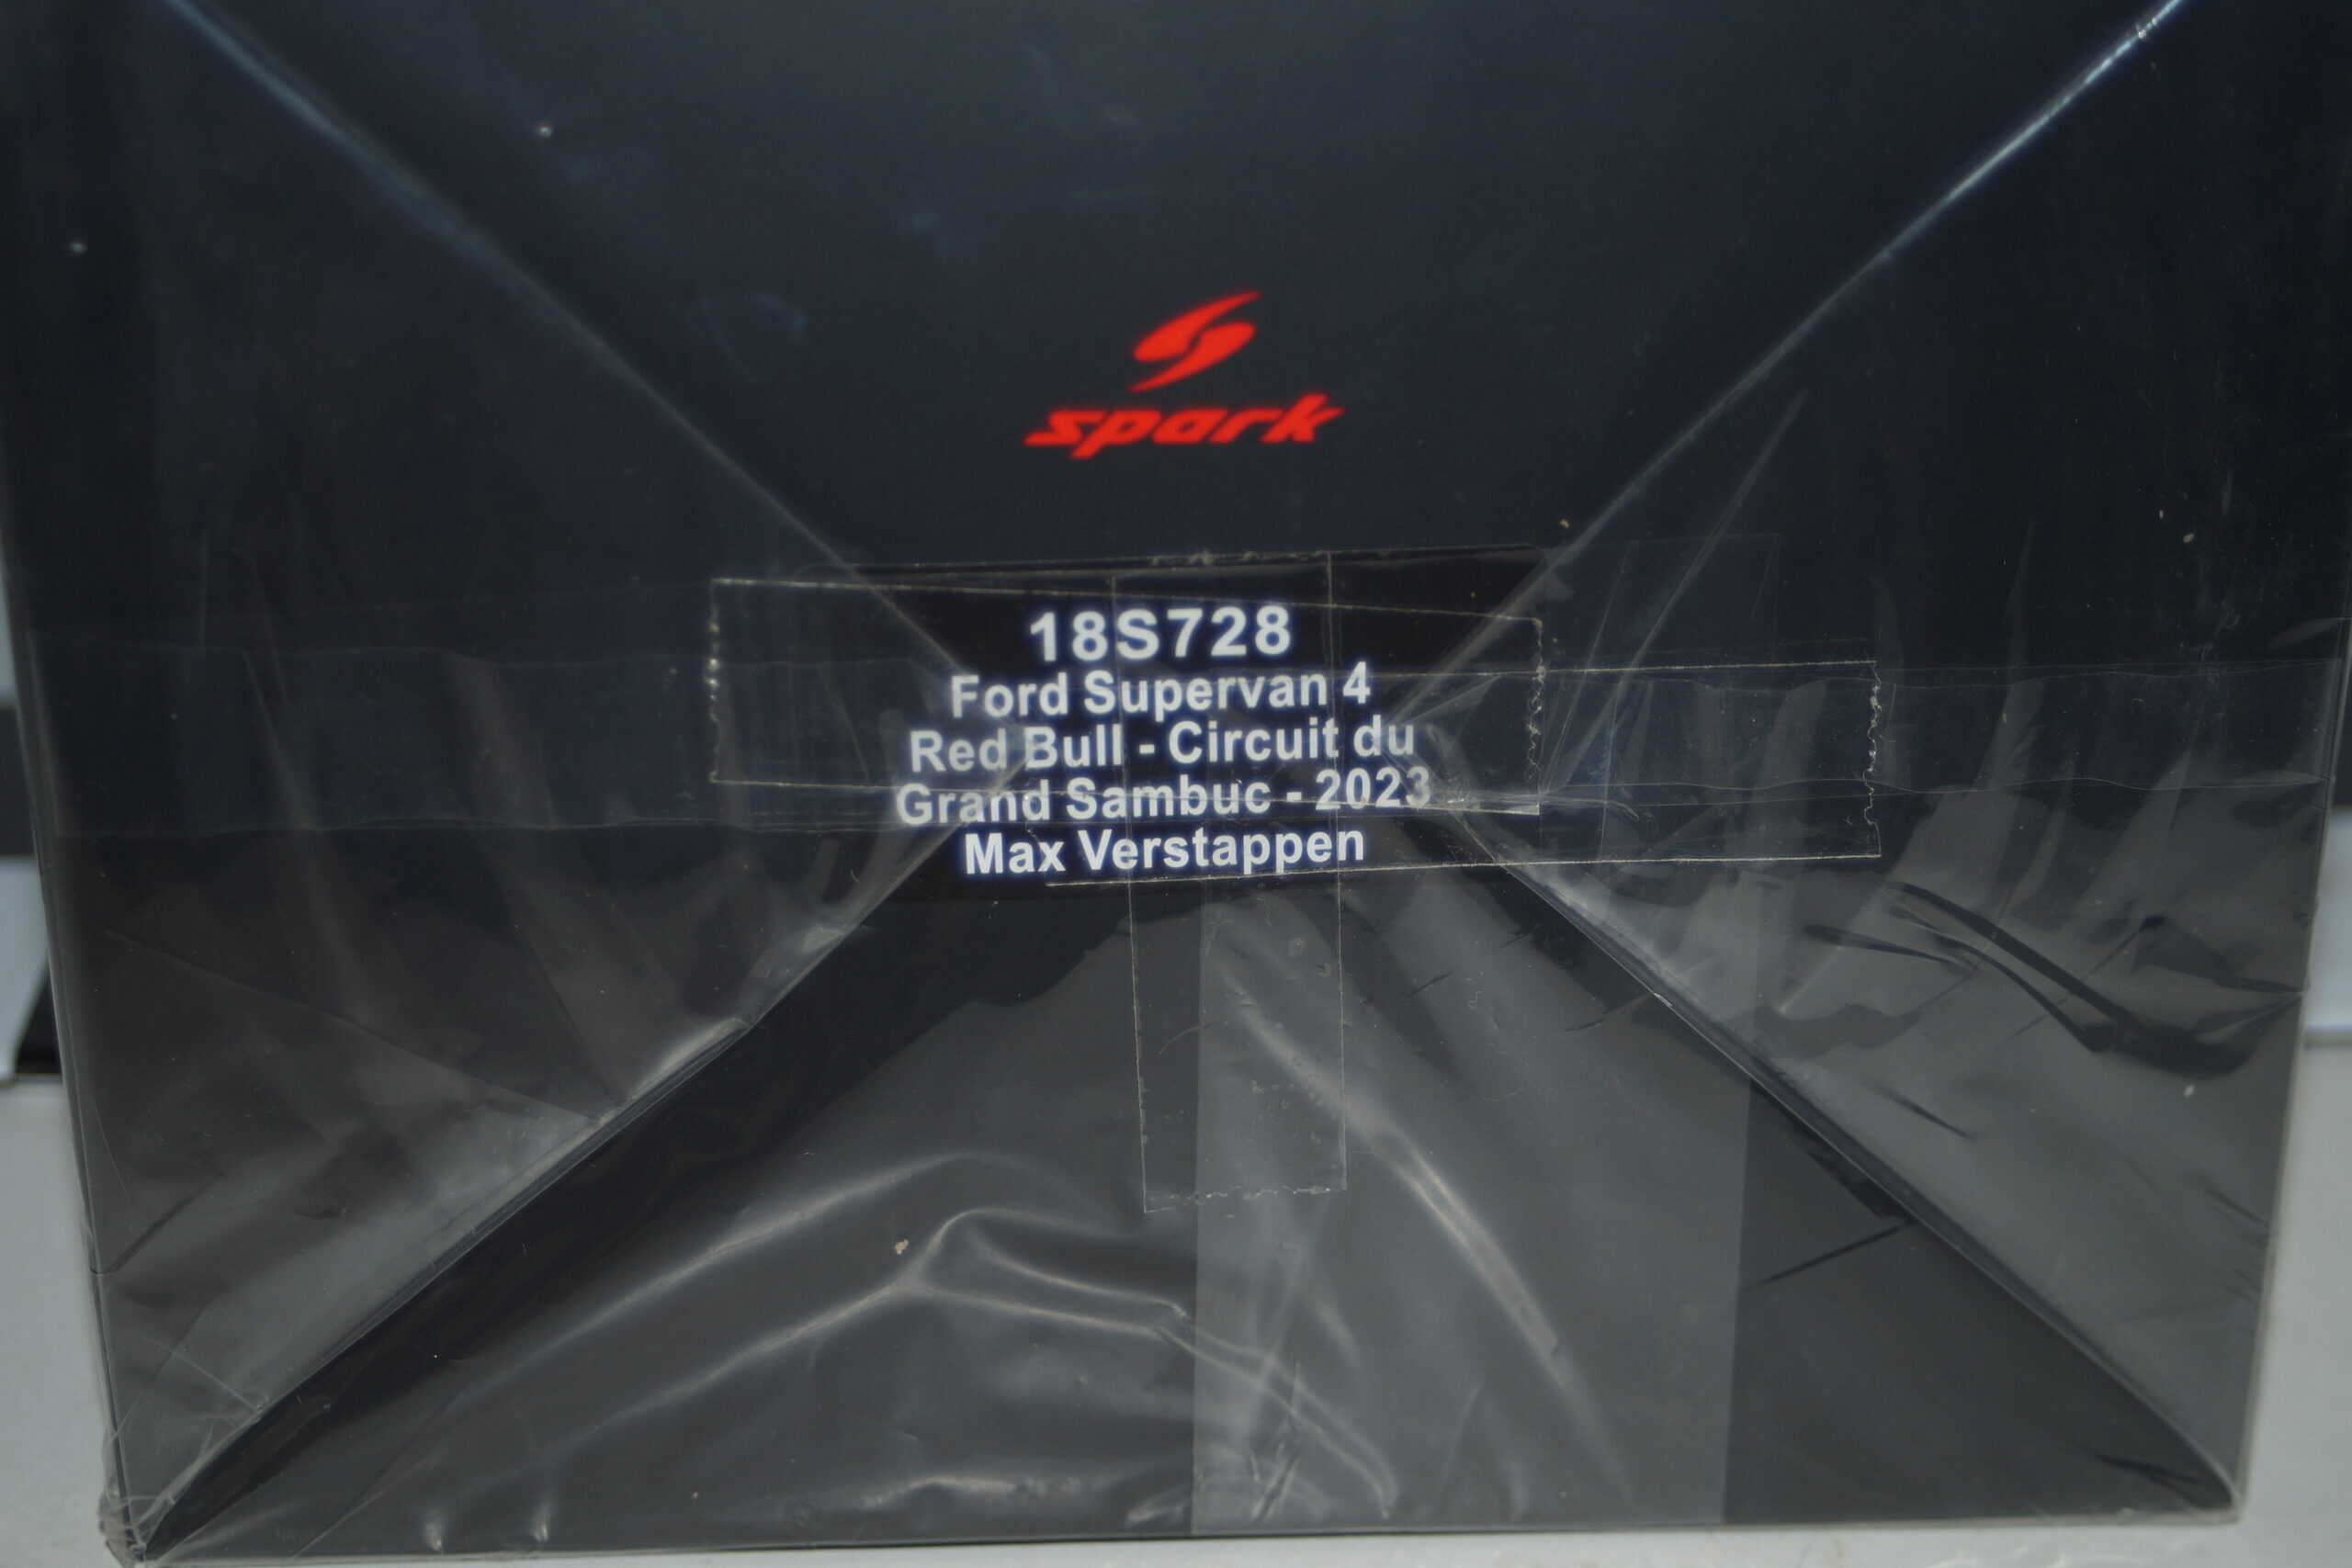 spark
18S728
Ford Supervan 4
Red Bull - Circuit du
Grand Sambuc - 2023
Max Verstappen